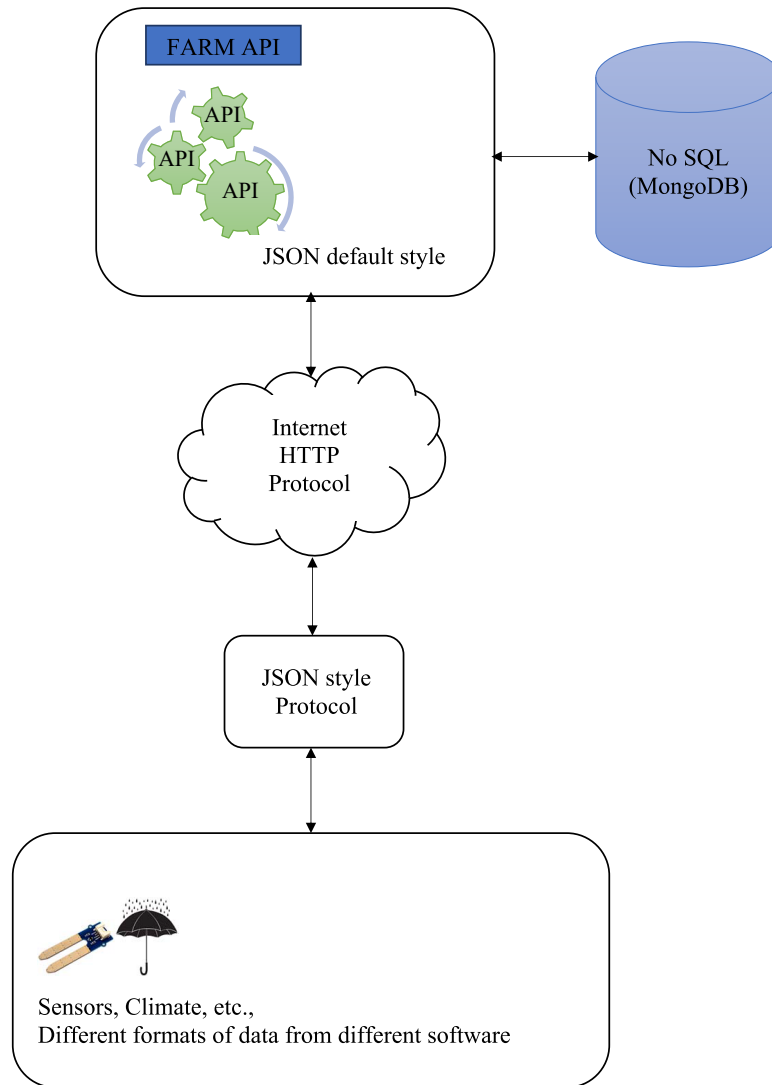 FARM API
API
API
API
JSON default style
No SQL
(MongoDB)
Internet
HTTP
Protocol
JSON style
Protocol
Sensors, Climate, etc.,
Different formats of data from different software